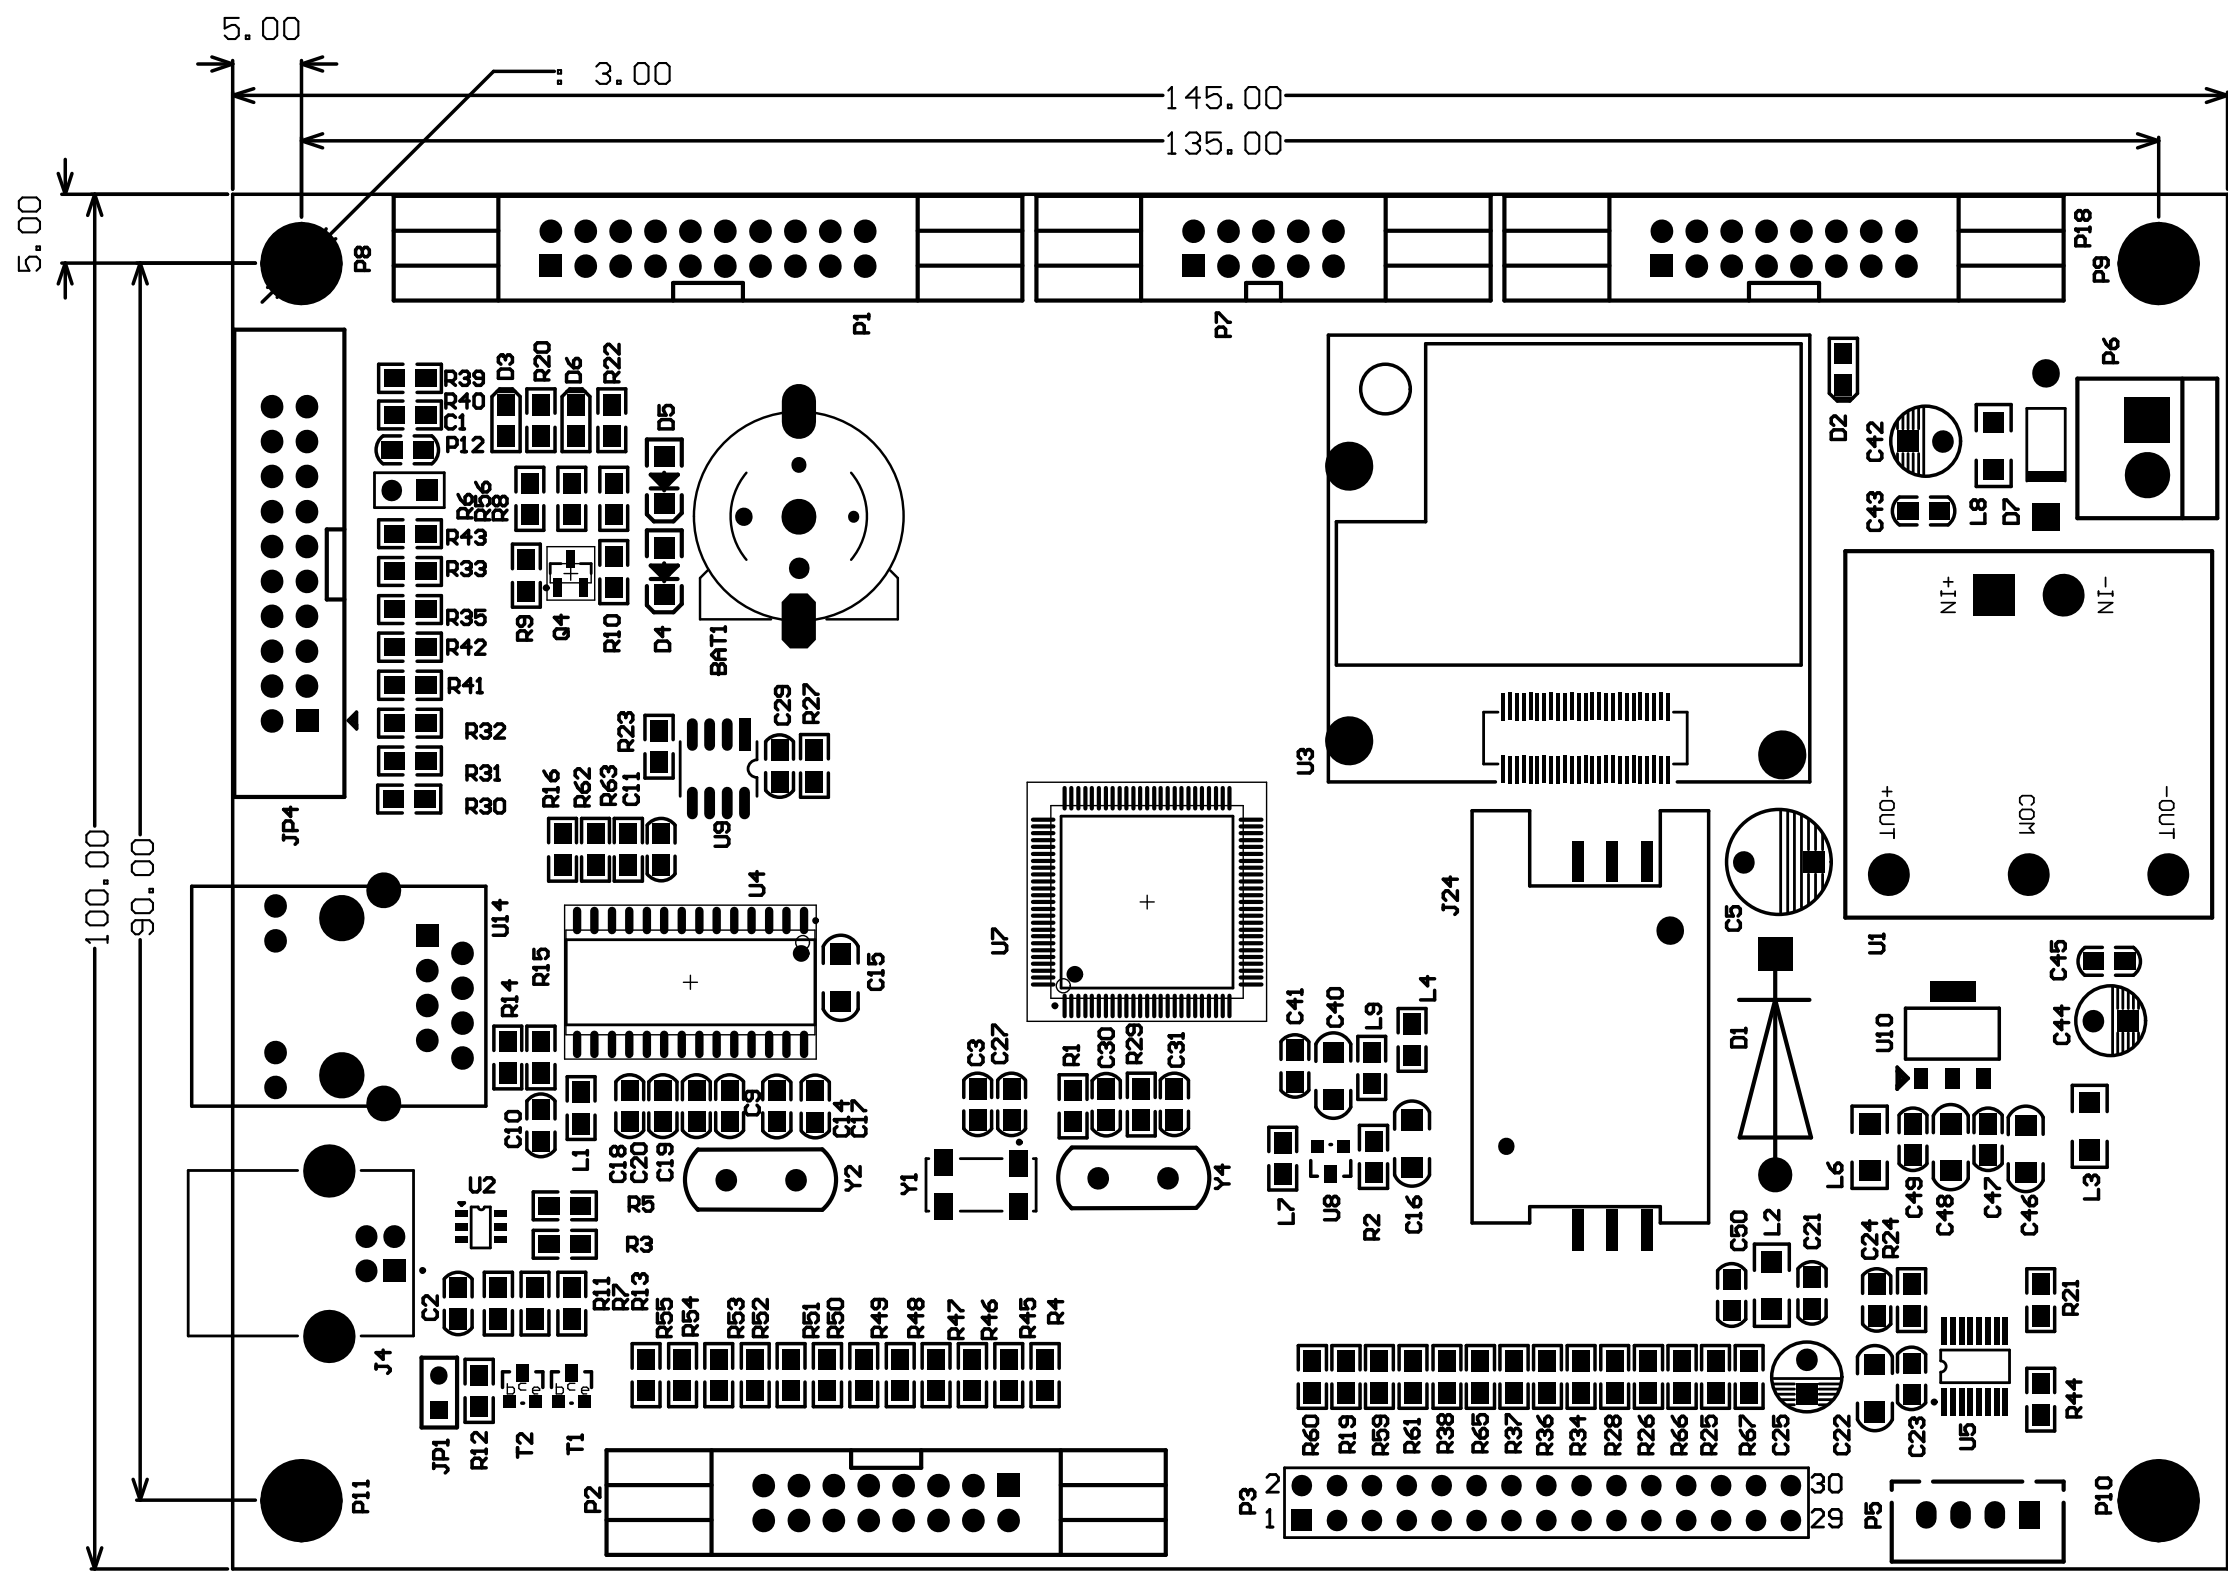 5.00
: 3.00
145.00
135.00
5.00
100.00
90.00
P8
P1
P7
P18
P9
P6
R39
R40
C1
P12
D3
R20
D6
R22
D5
R6
R56
R8
R43
R33
R35
R42
R41
R32
R31
R30
R9
Q4
R10
D4
BAT1
JP4
D2
C42
C43
L8
D7
+IN
-IN
+OUT
COM
-OUT
U3
U1
R23
C29
R27
R16
R62
R63
C11
U9
U4
U14
R15
R14
C15
U7
J24
C5
D1
C45
C44
U10
C41
C40
L9
L4
C3
C27
R1
C30
R29
C31
C10
L1
C18
C20
C19
C9
C14
C17
Y2
Y1
Y4
L7
U8
R2
C16
L6
C49
C48
C47
C46
L3
U2
R5
R3
C2
R11
R7
R13
J4
C50
L2
C21
C24
R24
R21
R55
R54
R53
R52
R51
R50
R49
R48
R47
R46
R45
R4
b c e
b c e
JP1
R12
T2
T1
R60
R19
R59
R61
R38
R65
R37
R36
R34
R28
R26
R66
R25
R67
C25
C22
C23
U5
R44
P11
P2
P3
2
1
30
29
P5
P10